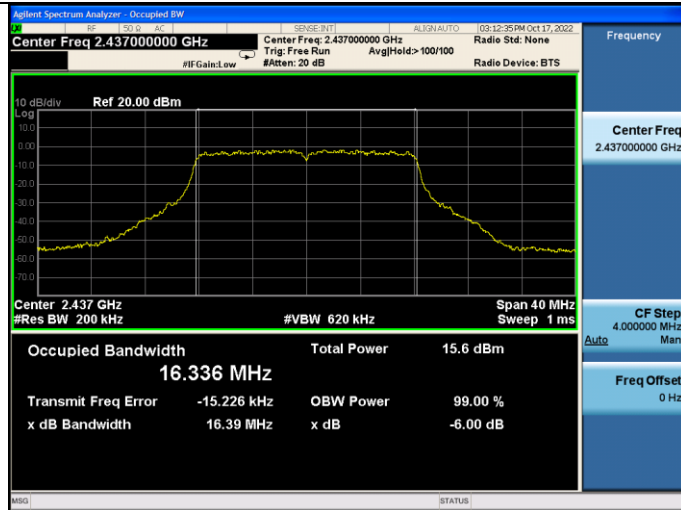 Agilent Spectrum Analyzer - Occupied BW
RF 50 Ω AC SENSE:INT ALIGN AUTO 03:12:35 PM Oct 17, 2022
Center Freq 2.437000000 GHz Center Freq: 2.437000000 GHz Radio Std: None Frequency
Trig: Free Run Avg|Hold:> 100/100
#IFGain:Low #Atten: 20 dB Radio Device: BTS
10 dB/div Ref 20.00 dBm
Log
10.0
0.00
-10.0
-20.0
-30.0
-40.0
-50.0
-60.0
-70.0
Center Freq
2.437000000 GHz
Center 2.437 GHz Span 40 MHz
#Res BW 200 kHz #VBW 620 kHz Sweep 1 ms
CF Step
4.000000 MHz
Auto Man
Occupied Bandwidth Total Power 15.6 dBm
16.336 MHz
Transmit Freq Error -15.226 kHz OBW Power 99.00 %
x dB Bandwidth 16.39 MHz x dB -6.00 dB
Freq Offset
0 Hz
MSG STATUS